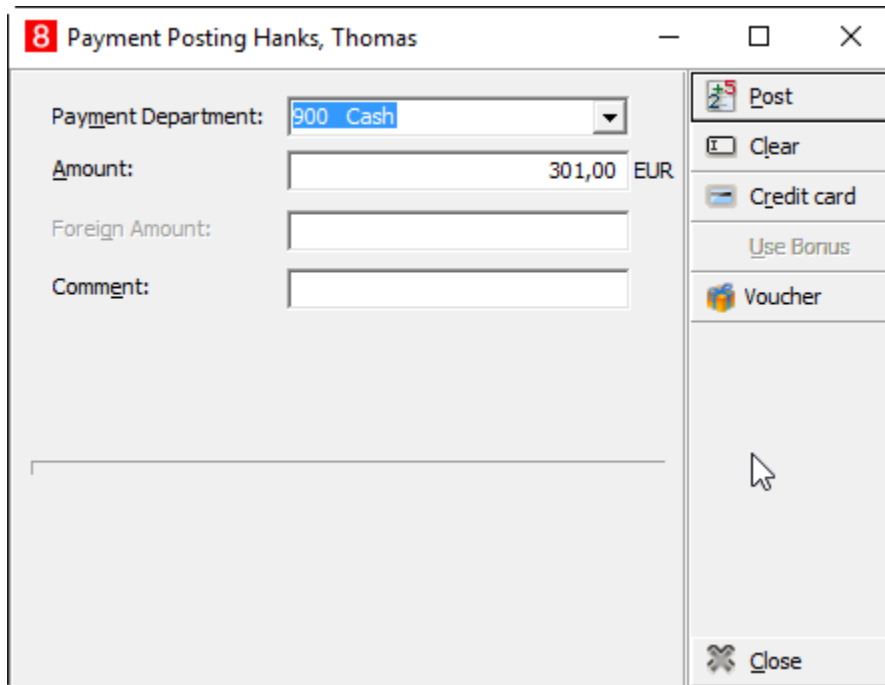 8 Payment Posting Hanks, Thomas
Payment Department: 900 Cash
Amount: 301,00 EUR
Foreign Amount:
Comment:
Post
Clear
Credit card
Use Bonus
Voucher
Close